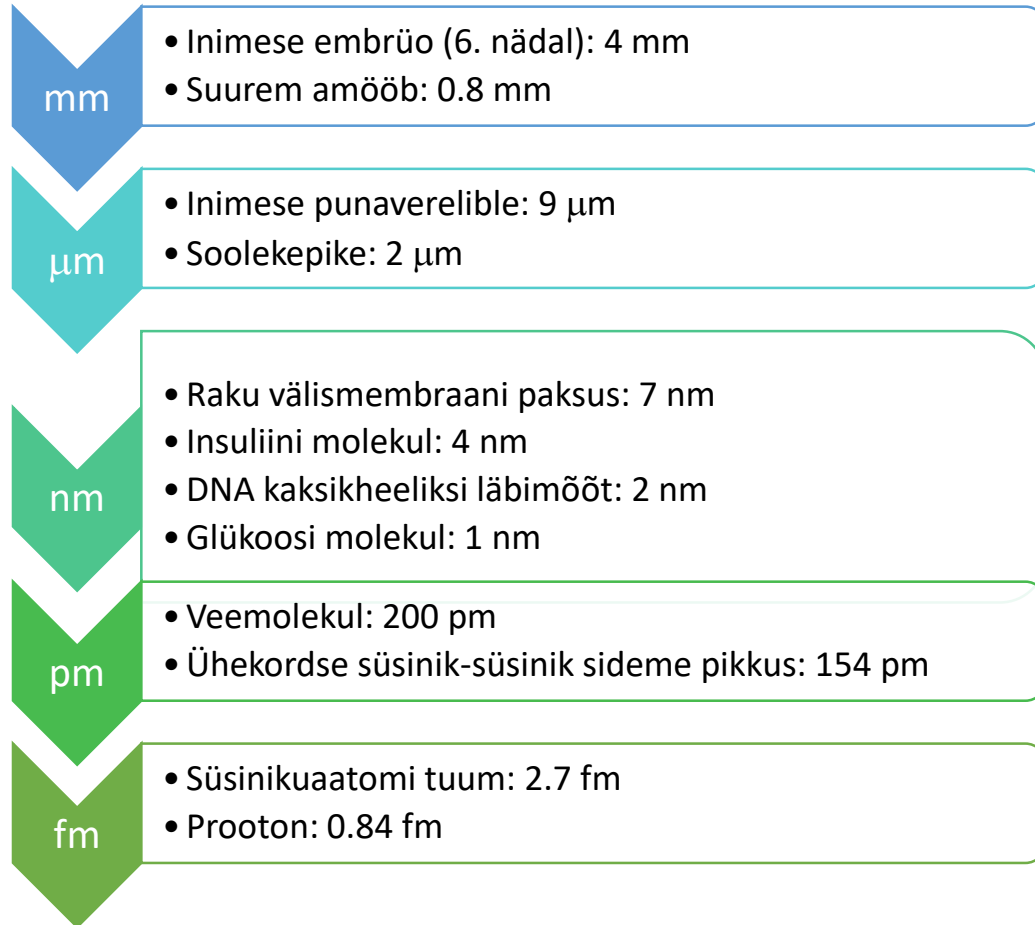 mm
• Inimese embrüo (6. nädal): 4 mm
• Suurem amööb: 0.8 mm
μm
• Inimese punaverelible: 9 μm
• Soolekepike: 2 μm
nm
• Raku välismembraani paksus: 7 nm
• Insuliini molekul: 4 nm
• DNA kaksikheeliksi läbimõõt: 2 nm
• Glükoosi molekul: 1 nm
pm
• Veemolekul: 200 pm
• Ühekordse süsinik-süsinik sideme pikkus: 154 pm
fm
• Süsinikuaatomi tuum: 2.7 fm
• Prooton: 0.84 fm